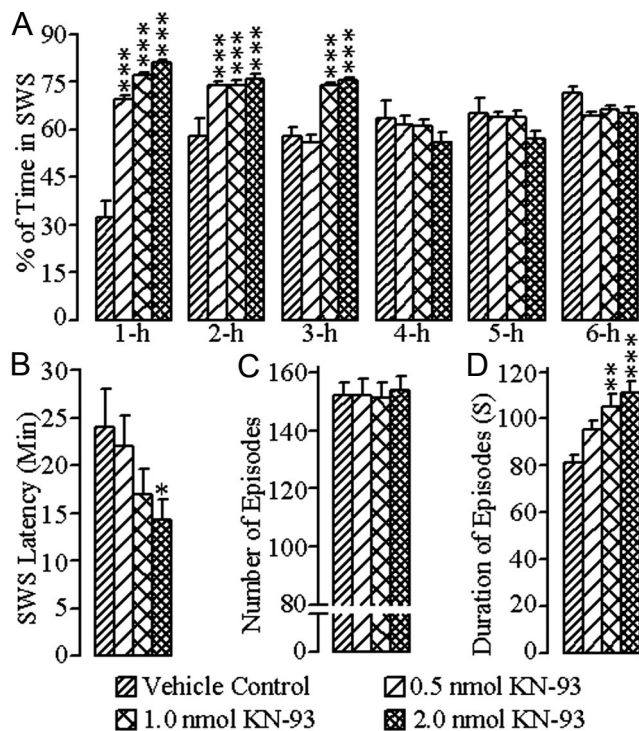 A
% of Time in SWS
90
75
60
45
30
15
0
***
***
***
***
***
***
***
***
1-h
2-h
3-h
4-h
5-h
6-h
B
SWS Latency (Min)
30
25
20
15
10
5
0
*
C
Number of Episodes
160
140
120
100
80
0
D
Duration of Episodes (S)
120
100
80
60
40
20
0
**
***
Vehicle Control
0.5 nmol KN-93
1.0 nmol KN-93
2.0 nmol KN-93